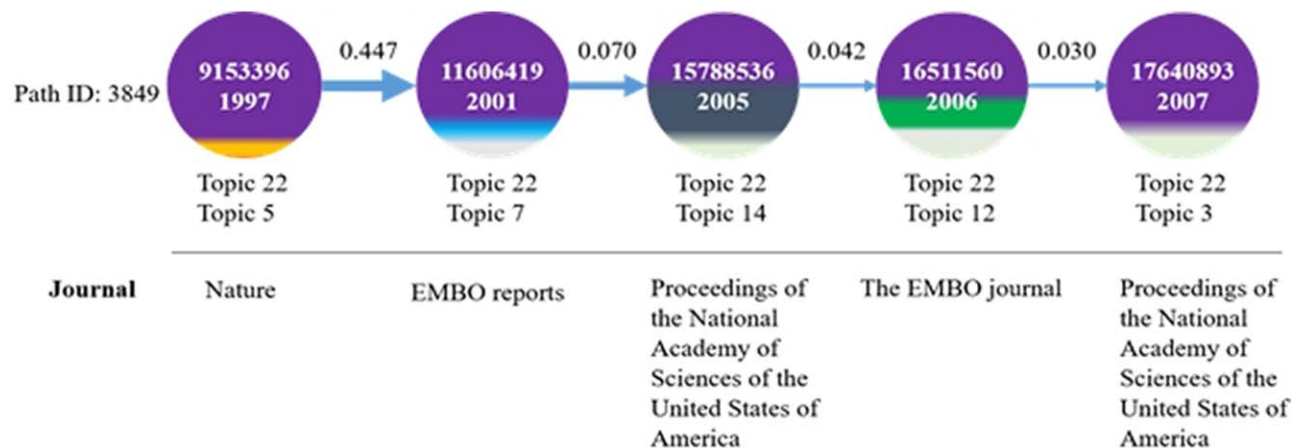 0.447 0.070 0.042 0.030
Path ID: 3849
9153396
1997
11606419
2001
15788536
2005
16511560
2006
17640893
2007
Topic 22
Topic 5
Topic 22
Topic 7
Topic 22
Topic 14
Topic 22
Topic 12
Topic 22
Topic 3
Journal
Nature
EMBO reports
Proceedings of
the National
Academy of
Sciences of the
United States of
America
The EMBO journal
Proceedings of
the National
Academy of
Sciences of the
United States of
America